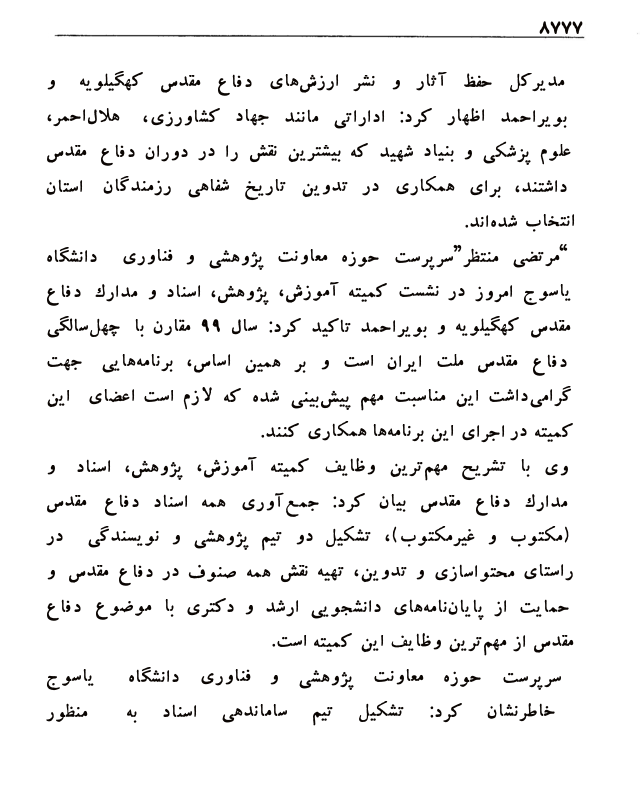 ۸۷۷۷
مدیرکل حفظ آثار و نشر ارزش‌های دفاع مقدس کهگیلویه و
بویراحمد اظهار کرد: اداراتی مانند جهاد کشاورزی، هلال‌احمر،
علوم پزشکی و بنیاد شهید که بیشترین نقش را در دوران دفاع مقدس
داشتند، برای همکاری در تدوین تاریخ شفاهی رزمندگان استان
انتخاب شده‌اند.
“مرتضی منتظر”سرپرست حوزه معاونت پژوهشی و فناوری دانشگاه
یاسوج امروز در نشست کمیته آموزش، پژوهش، اسناد و مدارك دفاع
مقدس کهگیلویه و بویراحمد تاکید کرد: سال ۹۹ مقارن با چهل‌سالگی
دفاع مقدس ملت ایران است و بر همین اساس، برنامه‌هایی جهت
گرامی‌داشت این مناسبت مهم پیش‌بینی شده که لازم است اعضای این
کمیته در اجرای این برنامه‌ها همکاری کنند.
وی با تشریح مهم‌ترین وظایف کمیته آموزش، پژوهش، اسناد و
مدارك دفاع مقدس بیان کرد: جمع‌آوری همه اسناد دفاع مقدس
(مکتوب و غیرمکتوب)، تشکیل دو تیم پژوهشی و نویسندگی در
راستای محتواسازی و تدوین، تهیه نقش همه صنوف در دفاع مقدس و
حمایت از پایان‌نامه‌های دانشجویی ارشد و دکتری با موضوع دفاع
مقدس از مهم‌ترین وظایف این کمیته است.
سرپرست حوزه معاونت پژوهشی و فناوری دانشگاه یاسوج
خاطرنشان کرد: تشکیل تیم ساماندهی اسناد به منظور